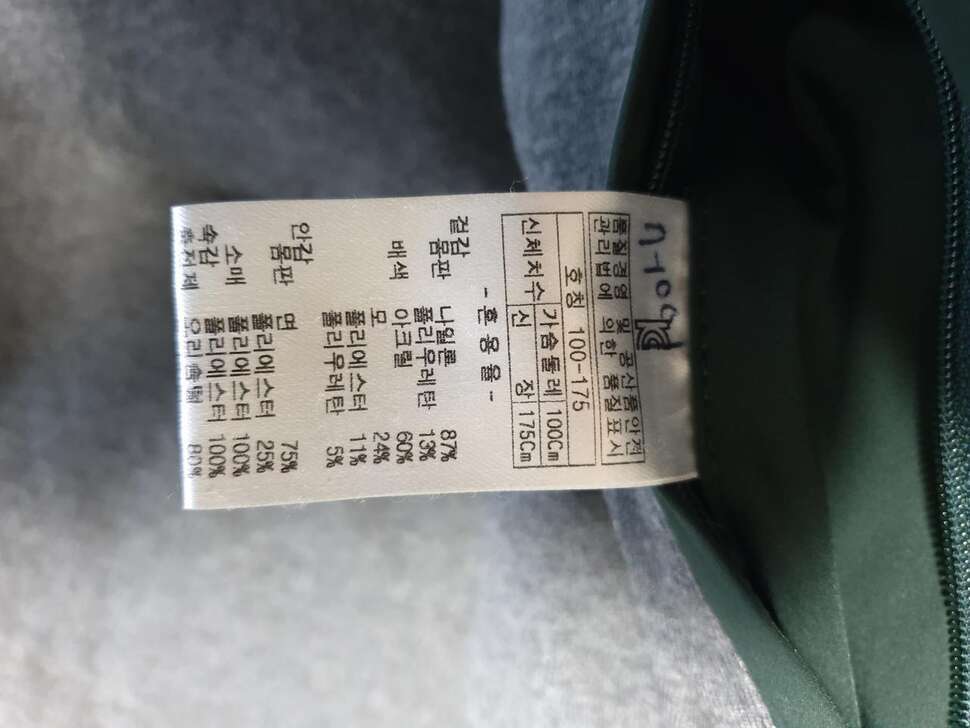 품질경영 및 공산품안전
관리법에 의한 품질표시
호칭 100-175
신체치수 가슴둘레 100Cm
신 장 175Cm
- 혼 용 율 -
겉감
몸판 나일론 87%
폴리우레탄 13%
배색 아크릴 60%
모 24%
폴리에스터 11%
폴리우레탄 5%
안감
몸판 면 75%
폴리에스터 25%
소매 폴리에스터 100%
속감 폴리에스터 100%
충전재 오리솜털 80%